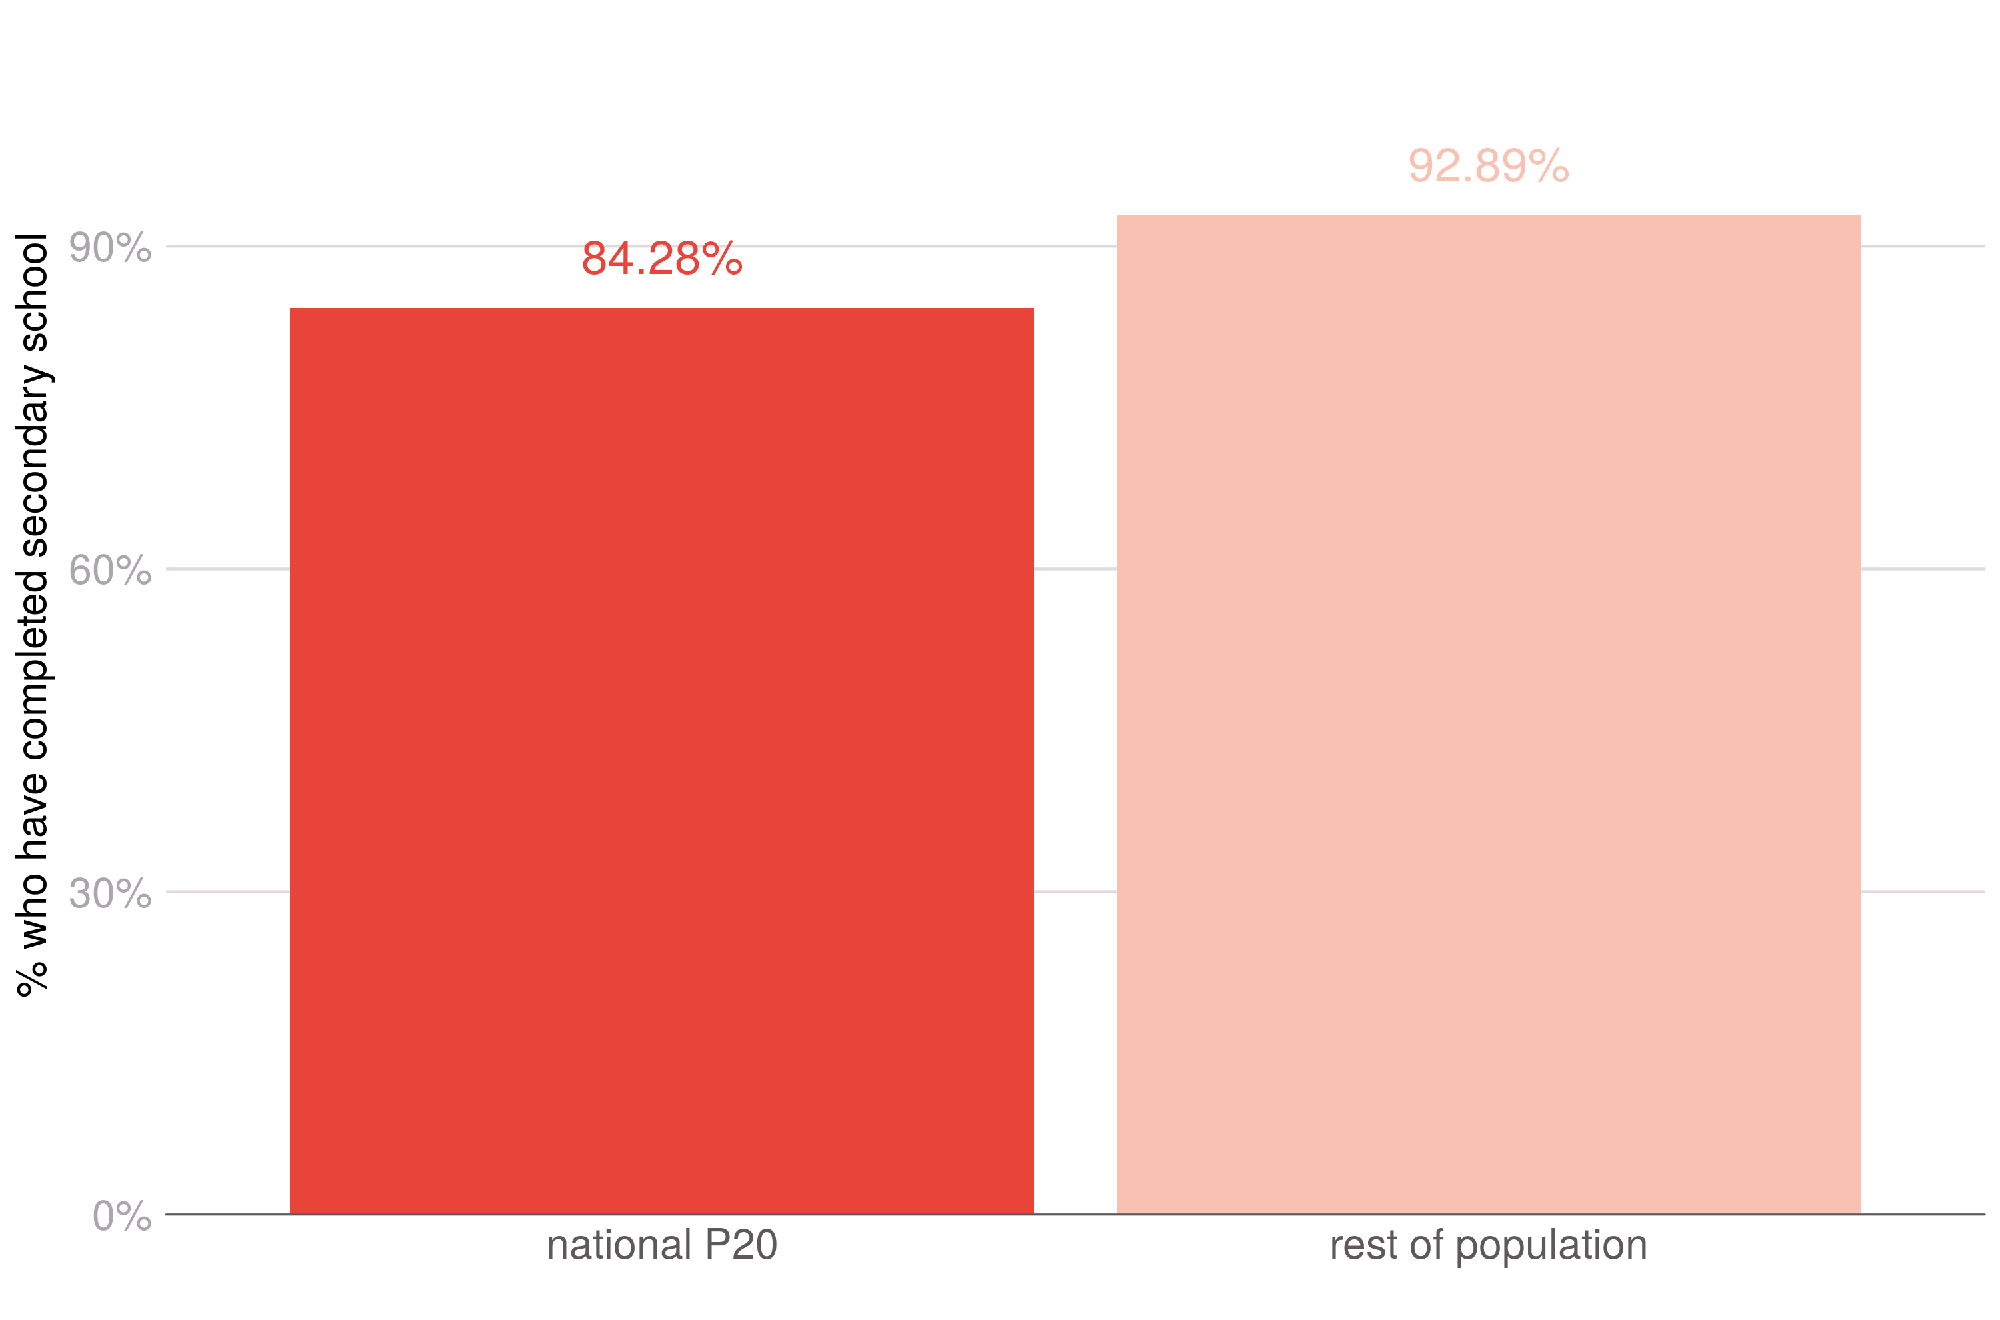 % who have completed secondary school
92.89%
90%
84.28%
60%
30%
0%
national P20
rest of population